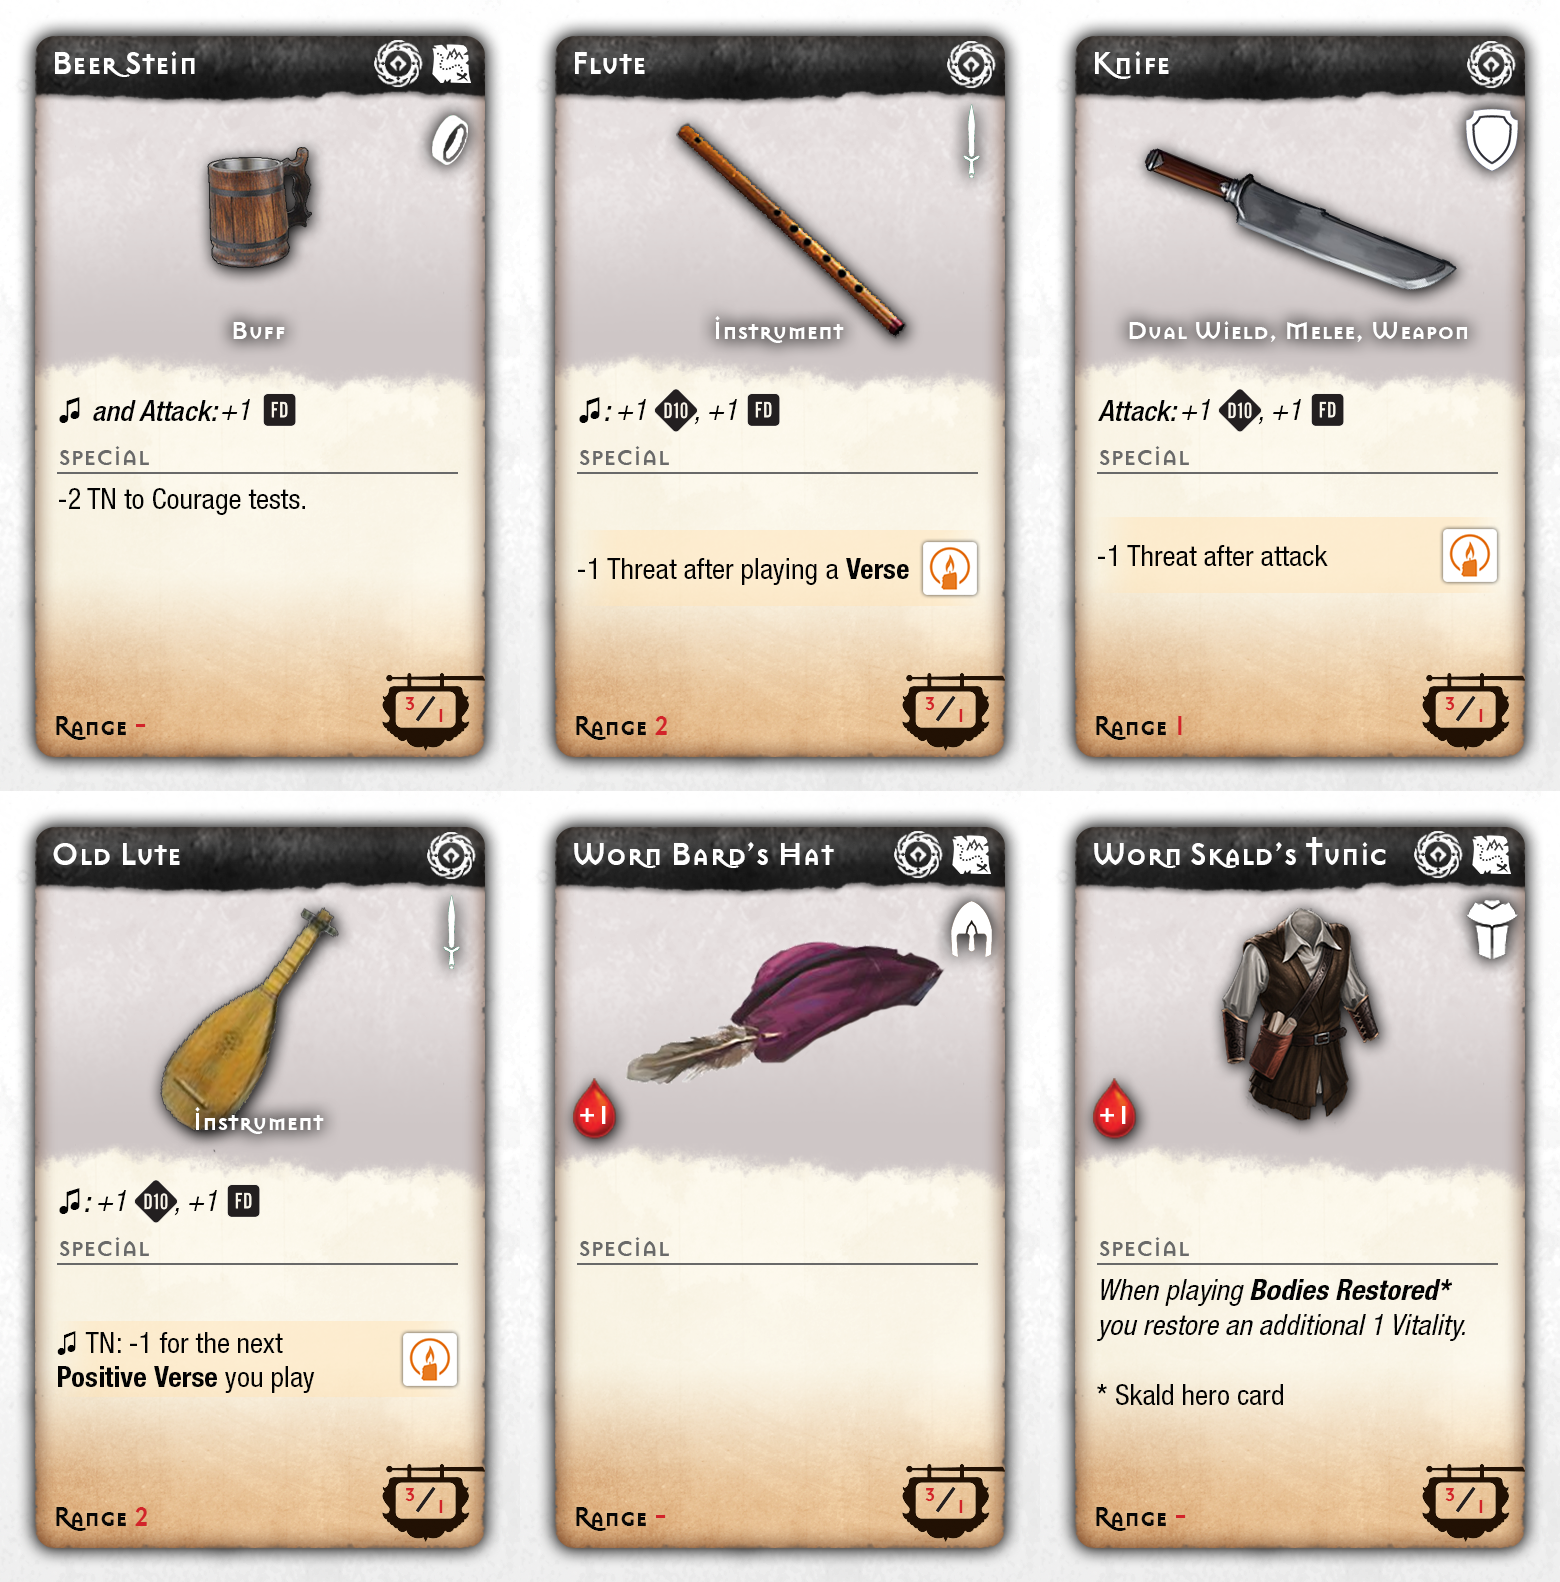 Beer Stein
Buff
♫ and Attack: +1 FD
Special
-2 TN to Courage tests.
Range -
3/1
Flute
Instrument
♫: +1 D10, +1 FD
Special
-1 Threat after playing a Verse
Range 2
3/1
Knife
Dual Wield, Melee, Weapon
Attack: +1 D10, +1 FD
Special
-1 Threat after attack
Range 1
3/1
Old Lute
Instrument
♫: +1 D10, +1 FD
Special
♫ TN: -1 for the next
Positive Verse you play
Range 2
3/1
Worn Bard's Hat
+1
Special
Range -
3/1
Worn Skald's Tunic
+1
Special
When playing Bodies Restored*
you restore an additional 1 Vitality.
* Skald hero card
Range -
3/1